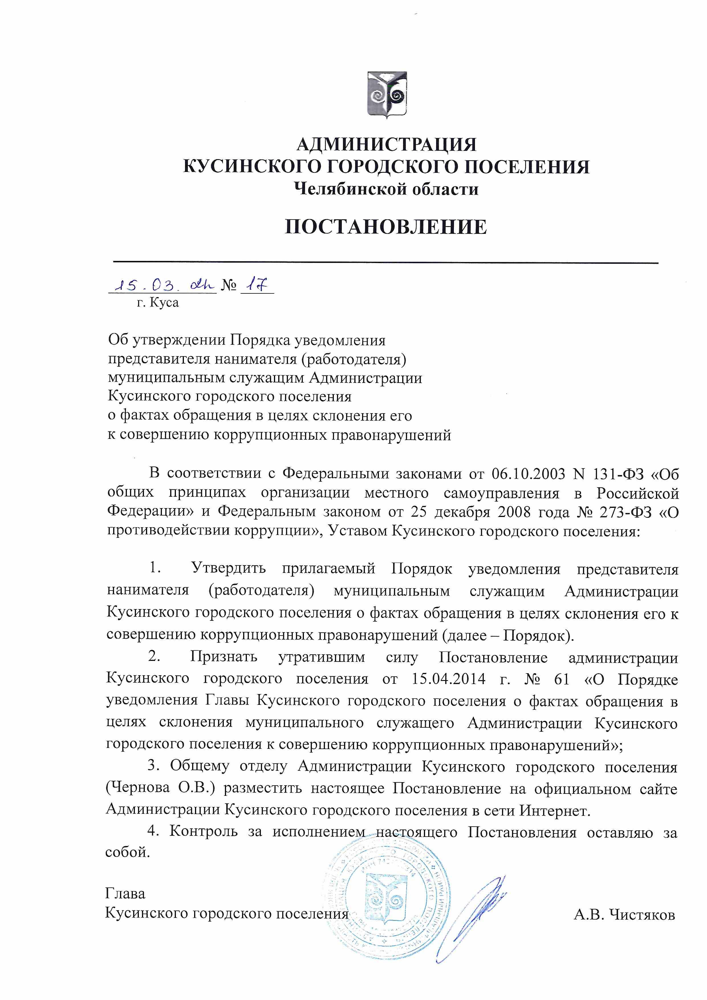 АДМИНИСТРАЦИЯ
КУСИНСКОГО ГОРОДСКОГО ПОСЕЛЕНИЯ
Челябинской области
ПОСТАНОВЛЕНИЕ
15.03. № 17
г. Куса
Об утверждении Порядка уведомления
представителя нанимателя (работодателя)
муниципальным служащим Администрации
Кусинского городского поселения
о фактах обращения в целях склонения его
к совершению коррупционных правонарушений
В соответствии с Федеральными законами от 06.10.2003 N 131-ФЗ «Об
общих принципах организации местного самоуправления в Российской
Федерации» и Федеральным законом от 25 декабря 2008 года № 273-ФЗ «О
противодействии коррупции», Уставом Кусинского городского поселения:
1. Утвердить прилагаемый Порядок уведомления представителя
нанимателя (работодателя) муниципальным служащим Администрации
Кусинского городского поселения о фактах обращения в целях склонения его к
совершению коррупционных правонарушений (далее – Порядок).
2. Признать утратившим силу Постановление администрации
Кусинского городского поселения от 15.04.2014 г. № 61 «О Порядке
уведомления Главы Кусинского городского поселения о фактах обращения в
целях склонения муниципального служащего Администрации Кусинского
городского поселения к совершению коррупционных правонарушений»;
3. Общему отделу Администрации Кусинского городского поселения
(Чернова О.В.) разместить настоящее Постановление на официальном сайте
Администрации Кусинского городского поселения в сети Интернет.
4. Контроль за исполнением настоящего Постановления оставляю за
собой.
Глава
Кусинского городского поселения А.В. Чистяков